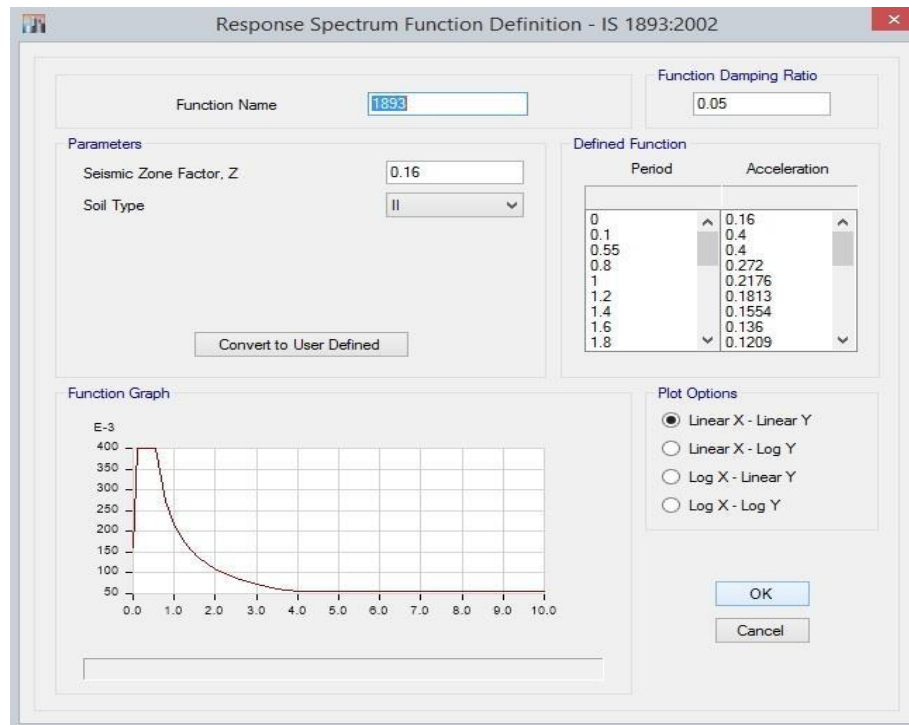 Response Spectrum Function Definition - IS 1893:2002
Function Name
1893
Function Damping Ratio
0.05
Parameters
Seismic Zone Factor, Z
0.16
Soil Type
II
Convert to User Defined
Defined Function
Period Acceleration
0 0.16
0.1 0.4
0.55 0.4
0.8 0.272
1 0.2176
1.2 0.1813
1.4 0.1554
1.6 0.136
1.8 0.1209
Function Graph
E-3
400
350
300
250
200
150
100
50
0.0 1.0 2.0 3.0 4.0 5.0 6.0 7.0 8.0 9.0 10.0
Plot Options
Linear X - Linear Y
Linear X - Log Y
Log X - Linear Y
Log X - Log Y
OK
Cancel